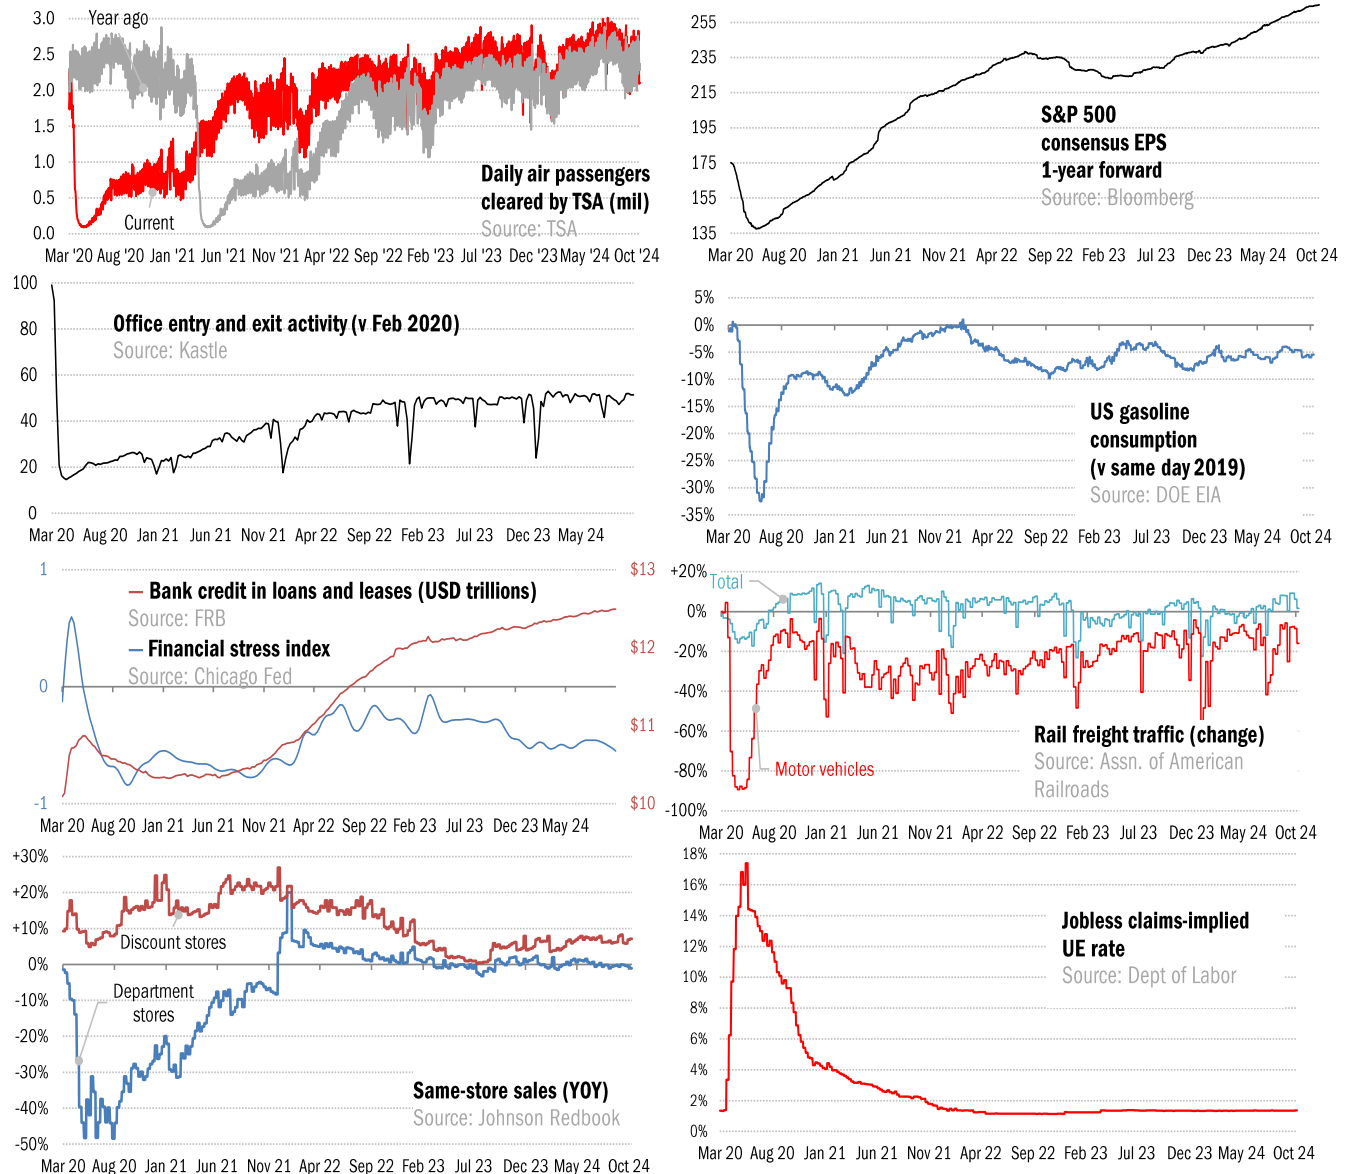 3.0
2.5
2.0
1.5
1.0
0.5
0.0
Year ago
Current
Daily air passengers
cleared by TSA (mil)
Source: TSA
Mar '20 Aug '20 Jan '21 Jun '21 Nov '21 Apr '22 Sep '22 Feb '23 Jul '23 Dec '23 May '24 Oct '24
255
235
215
195
175
155
135
S&P 500
consensus EPS
1-year forward
Source: Bloomberg
Mar 20 Aug 20 Jan 21 Jun 21 Nov 21 Apr 22 Sep 22 Feb 23 Jul 23 Dec 23 May 24 Oct 24
100
80
60
40
20
0
Office entry and exit activity (v Feb 2020)
Source: Kastle
Mar 20 Aug 20 Jan 21 Jun 21 Nov 21 Apr 22 Sep 22 Feb 23 Jul 23 Dec 23 May 24
5%
0%
-5%
-10%
-15%
-20%
-25%
-30%
-35%
US gasoline
consumption
(v same day 2019)
Source: DOE EIA
Mar 20 Aug 20 Jan 21 Jun 21 Nov 21 Apr 22 Sep 22 Feb 23 Jul 23 Dec 23 May 24 Oct 24
1
0
-1
Bank credit in loans and leases (USD trillions)
Source: FRB
Financial stress index
Source: Chicago Fed
$13
$12
$11
$10
Mar 20 Aug 20 Jan 21 Jun 21 Nov 21 Apr 22 Sep 22 Feb 23 Jul 23 Dec 23 May 24
+20%
0%
-20%
-40%
-60%
-80%
-100%
Total
Motor vehicles
Rail freight traffic (change)
Source: Assn. of American
Railroads
Mar 20 Aug 20 Jan 21 Jun 21 Nov 21 Apr 22 Sep 22 Feb 23 Jul 23 Dec 23 May 24 Oct 24
+30%
+20%
+10%
0%
-10%
-20%
-30%
-40%
-50%
Discount stores
Department
stores
Same-store sales (YOY)
Source: Johnson Redbook
Mar 20 Aug 20 Jan 21 Jun 21 Nov 21 Apr 22 Sep 22 Feb 23 Jul 23 Dec 23 May 24 Oct 24
18%
16%
14%
12%
10%
8%
6%
4%
2%
0%
Jobless claims-implied
UE rate
Source: Dept of Labor
Mar 20 Aug 20 Jan 21 Jun 21 Nov 21 Apr 22 Sep 22 Feb 23 Jul 23 Dec 23 May 24 Oct 24